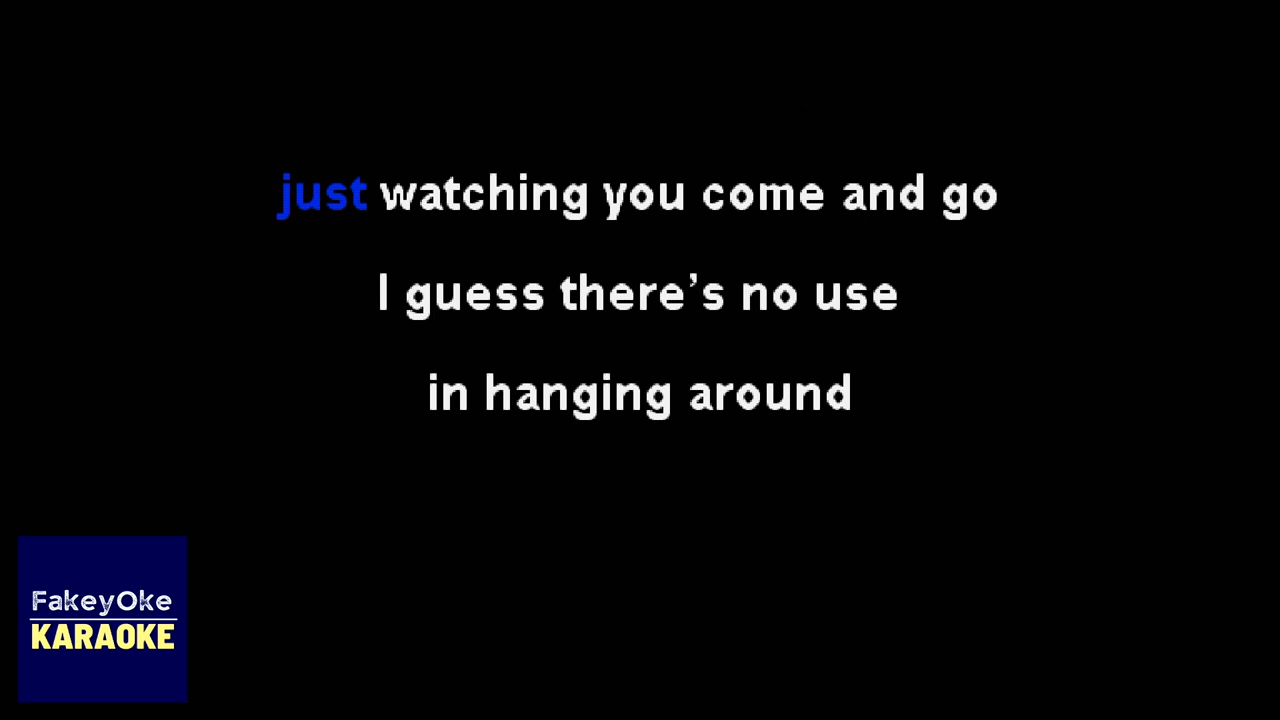 just watching you come and go
I guess there's no use
in hanging around
FakeyOke
KARAOKE